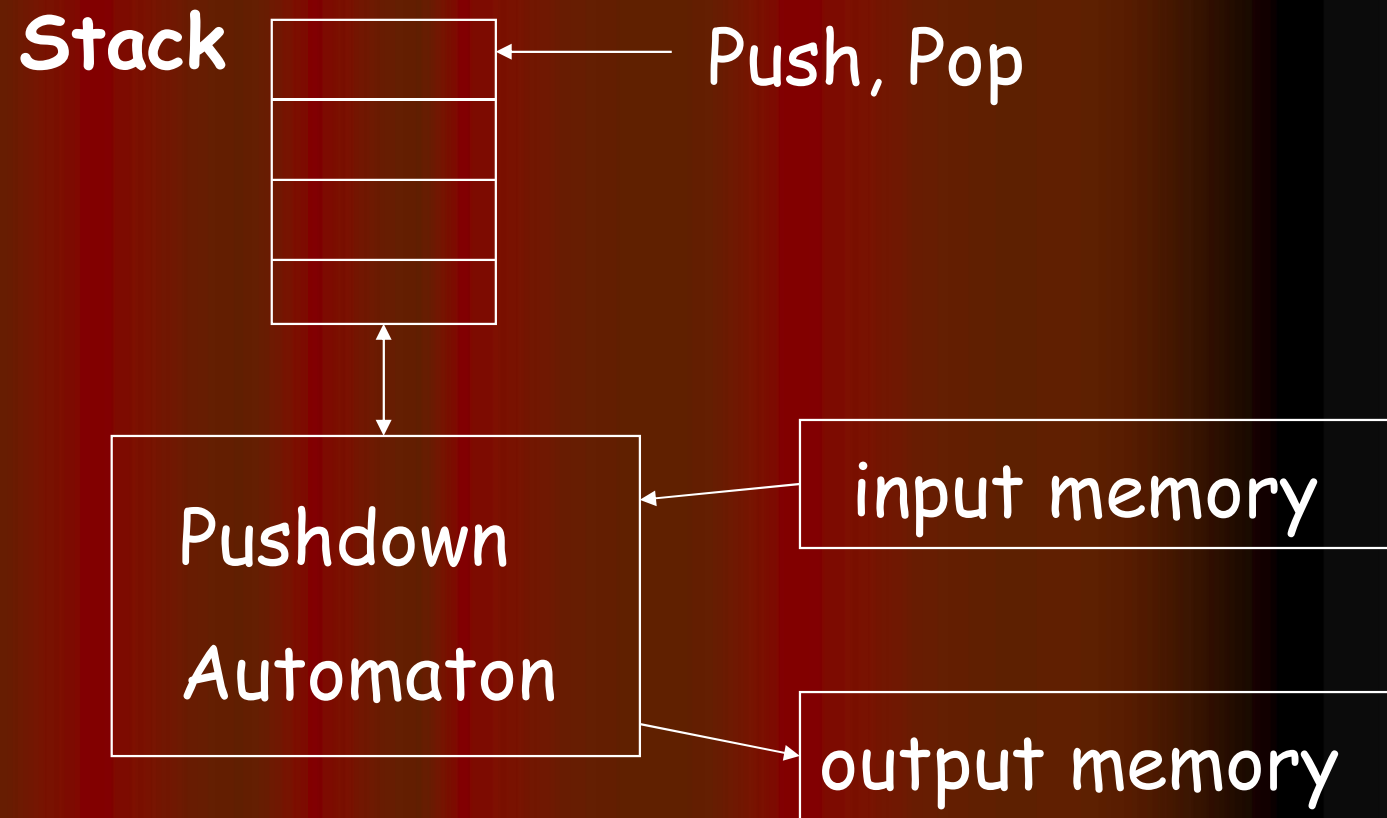 Stack
Push, Pop
input memory
Pushdown
Automaton
output memory